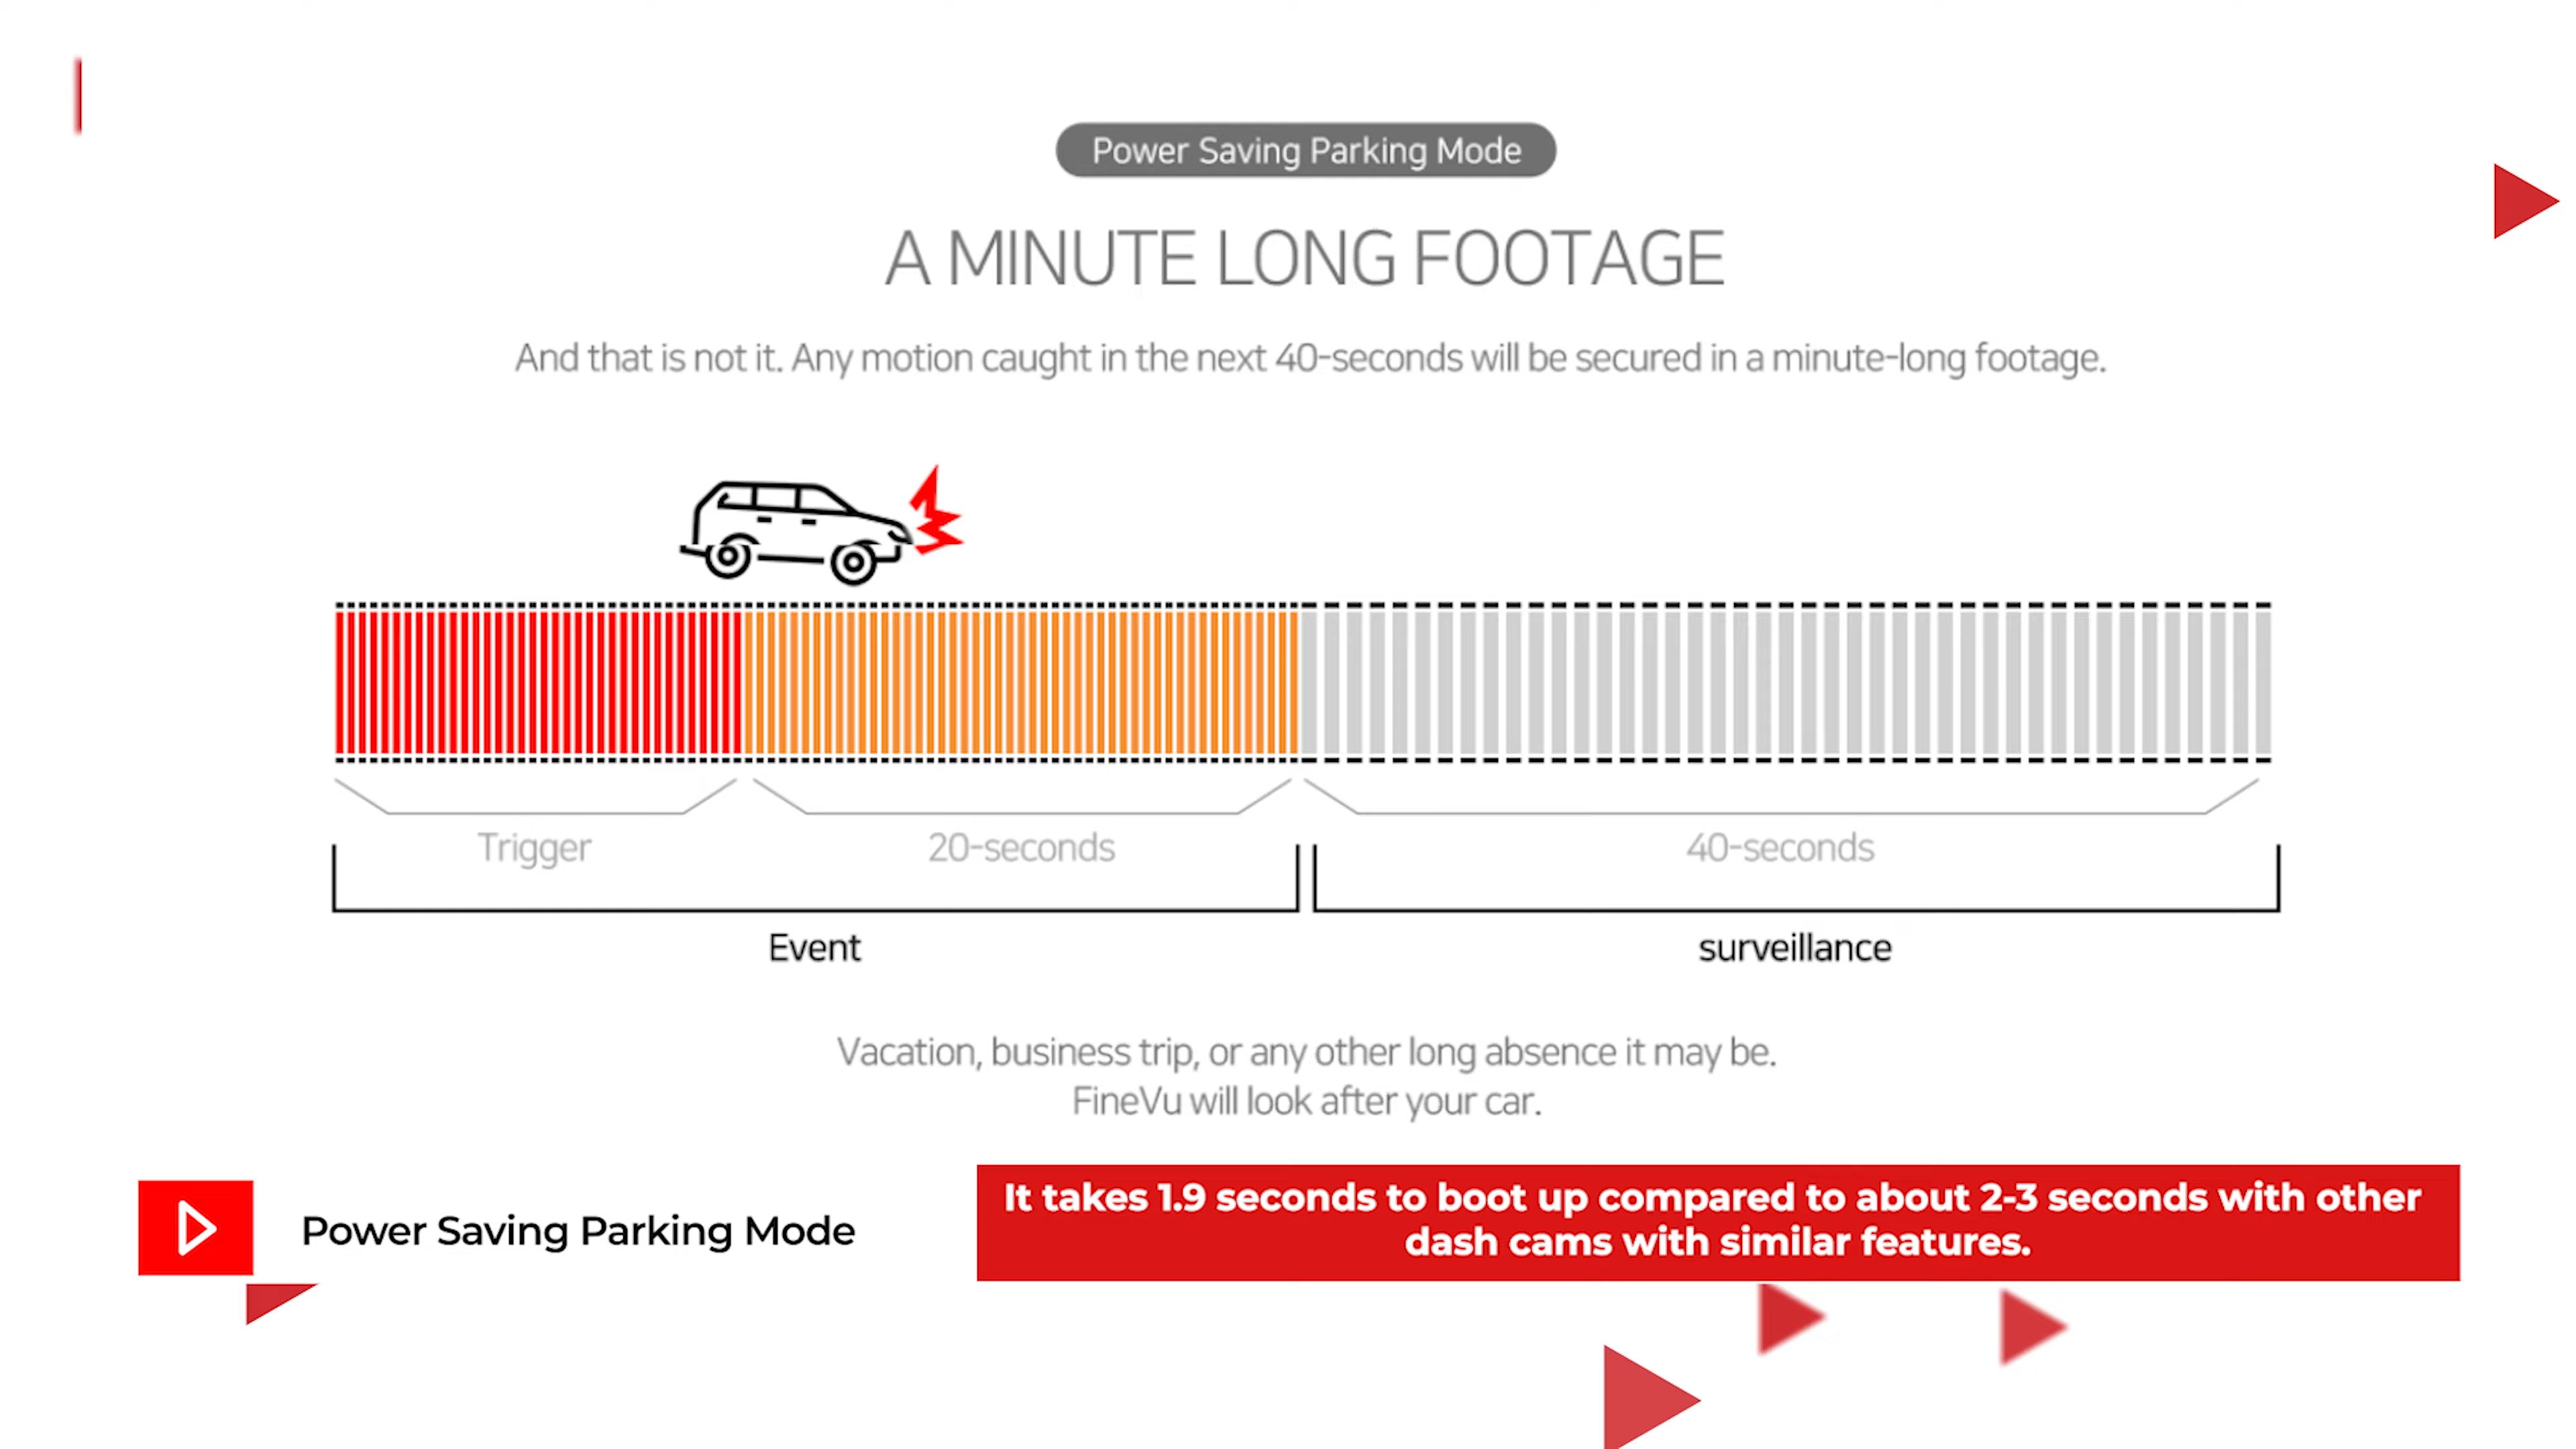 Power Saving Parking Mode
A MINUTE LONG FOOTAGE
And that is not it. Any motion caught in the next 40-seconds will be secured in a minute-long footage.
Trigger
20-seconds
40-seconds
Event
surveillance
Vacation, business trip, or any other long absence it may be.
FineVu will look after your car.
Power Saving Parking Mode
It takes 1.9 seconds to boot up compared to about 2-3 seconds with other
dash cams with similar features.